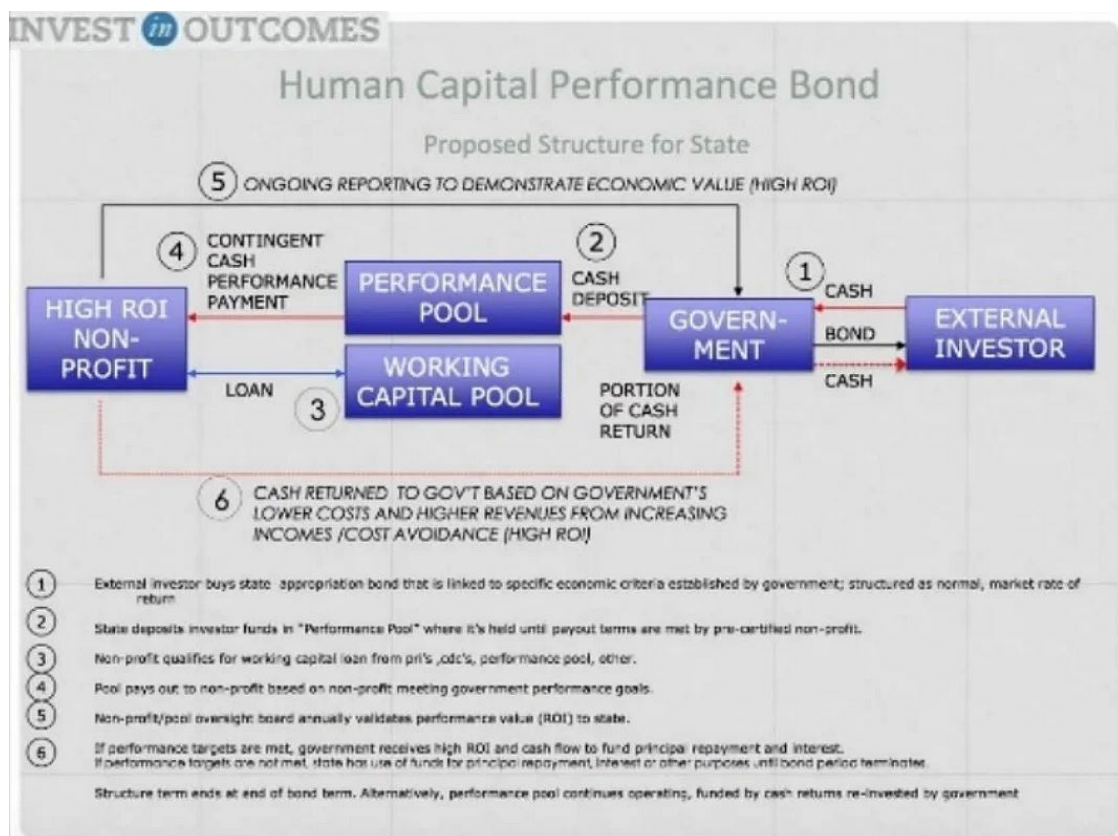 INVEST in OUTCOMES
Human Capital Performance Bond
Proposed Structure for State
5 ONGOING REPORTING TO DEMONSTRATE ECONOMIC VALUE (HIGH ROI)
4
CONTINGENT
CASH
PERFORMANCE
PAYMENT
PERFORMANCE
POOL
2
CASH
DEPOSIT
1
CASH
HIGH ROI
NON-
PROFIT
GOVERN-
MENT
BOND
CASH
EXTERNAL
INVESTOR
LOAN
3
WORKING
CAPITAL POOL
PORTION
OF CASH
RETURN
6 CASH RETURNED TO GOV'T BASED ON GOVERNMENT'S
LOWER COSTS AND HIGHER REVENUES FROM INCREASING
INCOMES /COST AVOIDANCE (HIGH ROI)
1 External investor buys state appropriation bond that is linked to specific economic criteria established by government; structured as normal, market rate of
return
2 State deposits investor funds in "Performance Pool" where it's held until payout terms are met by pre-certified non-profit.
3 Non-profit qualifies for working capital loan from pri's ,cdc's, performance pool, other.
4 Pool pays out to non-profit based on non-profit meeting government performance goals.
5 Non-profit/pool oversight board annually validates performance value (ROI) to state.
6 If performance targets are met, government receives high ROI and cash flow to fund principal repayment and interest.
If performance targets are not met, state has use of funds for principal repayment, interest or other purposes until bond period terminates.
Structure term ends at end of bond term. Alternatively, performance pool continues operating, funded by cash returns re-invested by government